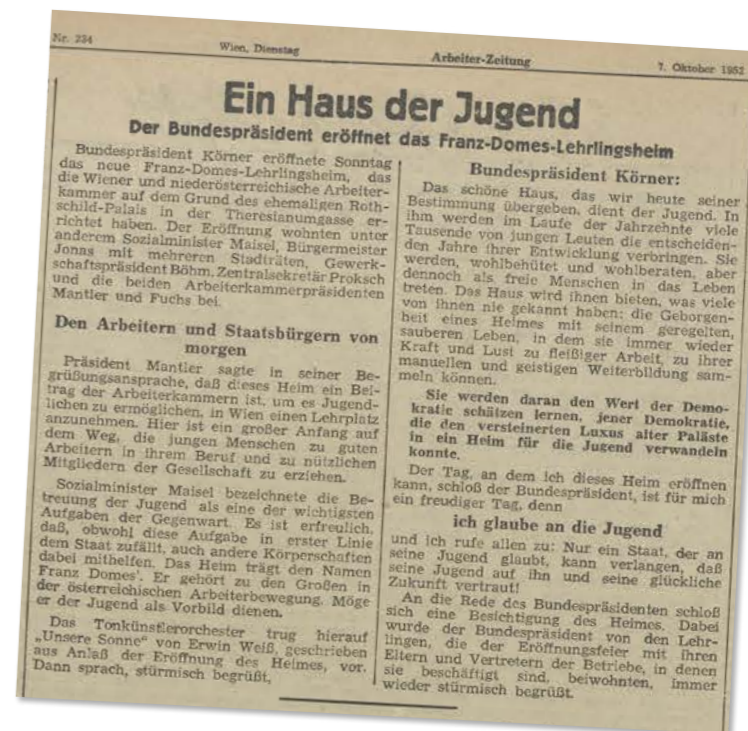 Nr. 234
Wien, Dienstag
Arbeiter-Zeitung
7. Oktober 1952
Ein Haus der Jugend
Der Bundespräsident eröffnet das Franz-Domes-Lehrlingsheim
Bundespräsident Körner eröffnete Sonntag
das neue Franz-Domes-Lehrlingsheim, das
die Wiener und niederösterreichische Arbeiter-
kammer auf dem Grund des ehemaligen Roth-
schild-Palais in der Theresianumgasse er-
richtet haben. Der Eröffnung wohnten unter
anderem Sozialminister Maisel, Bürgermeister
Jonas mit mehreren Stadträten, Gewerk-
schaftspräsident Böhm, Zentralsekretär Proksch
und die beiden Arbeiterkammerpräsidenten
Mantler und Fuchs bei.
Den Arbeitern und Staatsbürgern von
morgen
Präsident Mantler sagte in seiner Be-
grüßungsansprache, daß dieses Heim ein Bei-
trag der Arbeiterkammern ist, um es Jugend-
lichen zu ermöglichen, in Wien einen Lehrplatz
anzunehmen. Hier ist ein großer Anfang auf
dem Weg, die jungen Menschen zu guten
Arbeitern in ihrem Beruf und zu nützlichen
Mitgliedern der Gesellschaft zu erziehen.
Sozialminister Maisel bezeichnete die Be-
treuung der Jugend als eine der wichtigsten
Aufgaben der Gegenwart. Es ist erfreulich,
daß, obwohl diese Aufgabe in erster Linie
dem Staat zufällt, auch andere Körperschaften
dabei mithelfen. Das Heim trägt den Namen
Franz Domes'. Er gehört zu den Großen in
der österreichischen Arbeiterbewegung. Möge
er der Jugend als Vorbild dienen.
Das Tonkünstlerorchester trug hierauf
„Unsere Sonne“ von Erwin Weiß, geschrieben
aus Anlaß der Eröffnung des Heimes, vor.
Dann sprach, stürmisch begrüßt,
Bundespräsident Körner:
Das schöne Haus, das wir heute seiner
Bestimmung übergeben, dient der Jugend. In
ihm werden im Laufe der Jahrzehnte viele
Tausende von jungen Leuten die entscheiden-
den Jahre ihrer Entwicklung verbringen. Sie
werden, wohlbehütet und wohlberaten, aber
dennoch als freie Menschen in das Leben
treten. Das Haus wird ihnen bieten, was viele
von ihnen nie gekannt haben: die Geborgen-
heit eines Heimes mit seinem geregelten,
sauberen Leben, in dem sie immer wieder
Kraft und Lust zu fleißiger Arbeit, zu ihrer
manuellen und geistigen Weiterbildung sam-
meln können.
Sie werden daran den Wert der Demo-
kratie schätzen lernen, jener Demokratie,
die den versteinerten Luxus alter Paläste
in ein Heim für die Jugend verwandeln
konnte.
Der Tag, an dem ich dieses Heim eröffnen
kann, schloß der Bundespräsident, ist für mich
ein freudiger Tag, denn
ich glaube an die Jugend
und ich rufe allen zu: Nur ein Staat, der an
seine Jugend glaubt, kann verlangen, daß
seine Jugend auf ihn und seine glückliche
Zukunft vertraut!
An die Rede des Bundespräsidenten schloß
sich eine Besichtigung des Heimes. Dabei
wurde der Bundespräsident von den Lehr-
lingen, die der Eröffnungsfeier mit ihren
Eltern und Vertretern der Betriebe, in denen
sie beschäftigt sind, beiwohnten, immer
wieder stürmisch begrüßt.